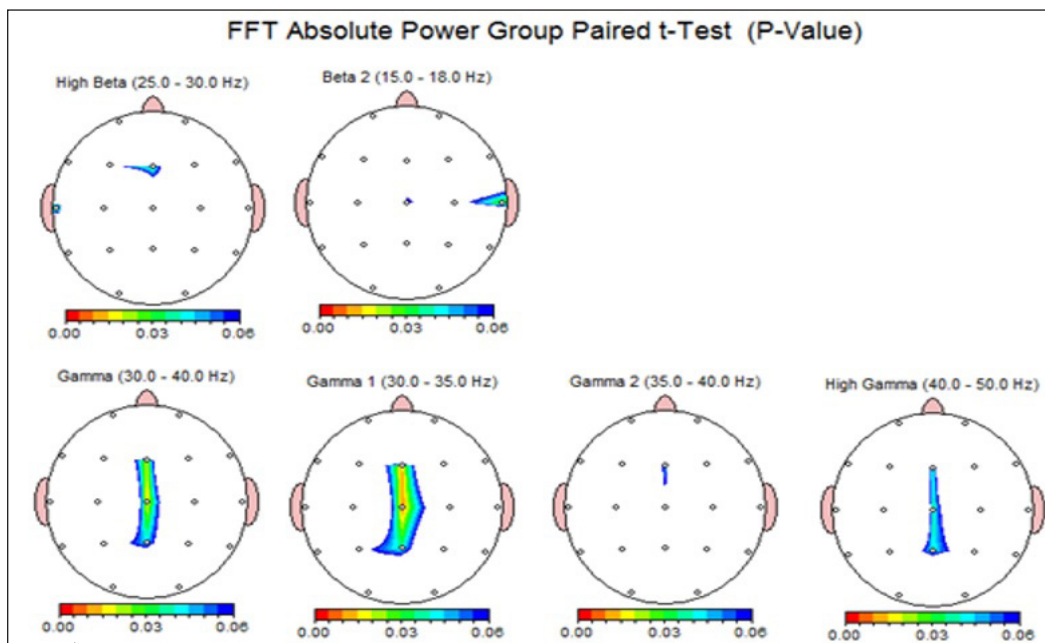 FFT Absolute Power Group Paired t-Test (P-Value)
High Beta (25.0 - 30.0 Hz)
Beta 2 (15.0 - 18.0 Hz)
0.00 0.03 0.06
0.00 0.03 0.06
Gamma (30.0 - 40.0 Hz)
Gamma 1 (30.0 - 35.0 Hz)
Gamma 2 (35.0 - 40.0 Hz)
High Gamma (40.0 - 50.0 Hz)
0.00 0.03 0.06
0.00 0.03 0.06
0.00 0.03 0.06
0.00 0.03 0.06